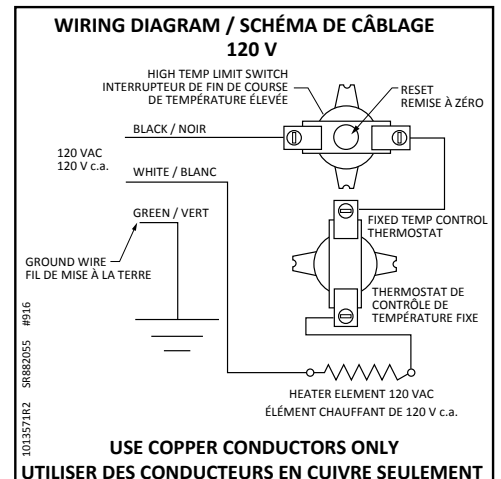 WIRING DIAGRAM / SCHÉMA DE CÂBLAGE
120 V
HIGH TEMP LIMIT SWITCH
INTERRUPTEUR DE FIN DE COURSE
DE TEMPÉRATURE ÉLEVÉE
RESET
REMISE À ZÉRO
BLACK / NOIR
120 VAC
120 V c.a.
WHITE / BLANC
GREEN / VERT
FIXED TEMP CONTROL
THERMOSTAT
GROUND WIRE
FIL DE MISE À LA TERRE
THERMOSTAT DE
CONTRÔLE DE
TEMPÉRATURE FIXE
HEATER ELEMENT 120 VAC
ÉLÉMENT CHAUFFANT DE 120 V c.a.
1013571R2 SR882055 #916
USE COPPER CONDUCTORS ONLY
UTILISER DES CONDUCTEURS EN CUIVRE SEULEMENT